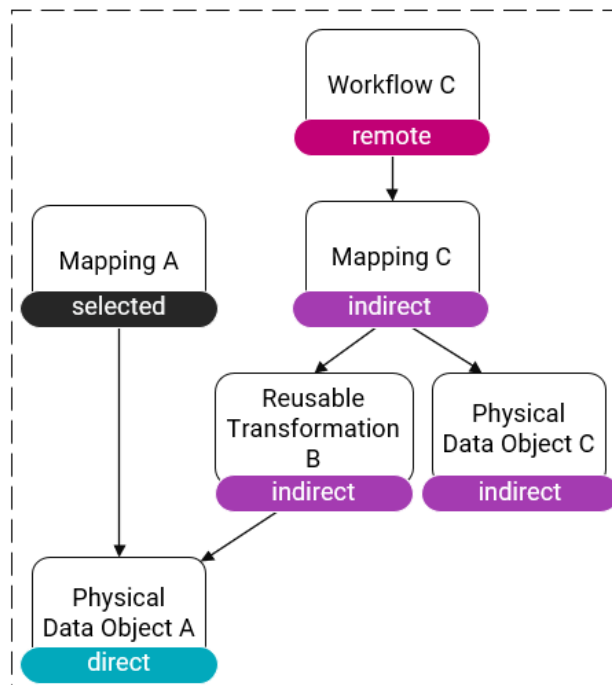 Workflow C
remote
Mapping A
selected
Mapping C
indirect
Reusable
Transformation
B
indirect
Physical
Data Object C
indirect
Physical
Data Object A
direct